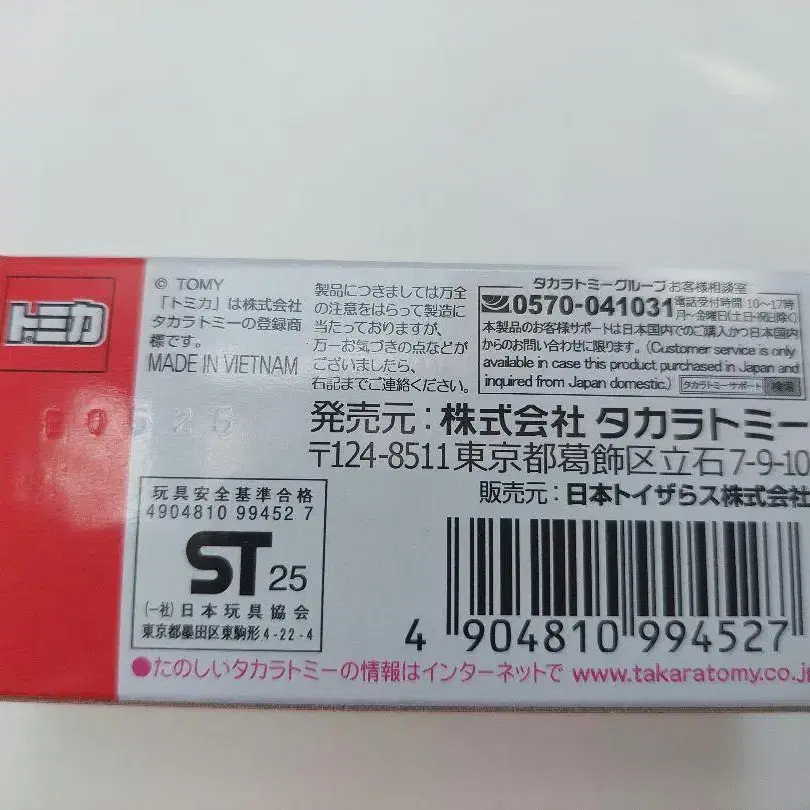 トミカ
© TOMY
「トミカ」は株式会社
タカラトミーの登録商
標です。
MADE IN VIETNAM
製品につきましては万全
の注意をはらって製造に
当たっておりますが、
万一お気づきの点などが
ございましたら、
右記までご連絡ください。
タカラトミーグループお客様相談室
0570-041031 電話受付時間 10～17時
月～金曜日(土・日・祝日除く)
本製品のお客様サポートは日本国内でのご購入かつ日本国内
からのお問い合わせに限ります。(Customer service is only
available in case this product purchased in Japan and
inquired from Japan domestic.) タカラトミーサポート 検索
発売元：株式会社 タカラトミー
〒124-8511 東京都葛飾区立石7-9-10
販売元：日本トイザらス株式会社
玩具安全基準合格
4904810 99452 7
ST 25
(一社)日本玩具協会
東京都墨田区東駒形4-22-4
4 904810 994527
●たのしいタカラトミーの情報はインターネットで www.takaratomy.co.j